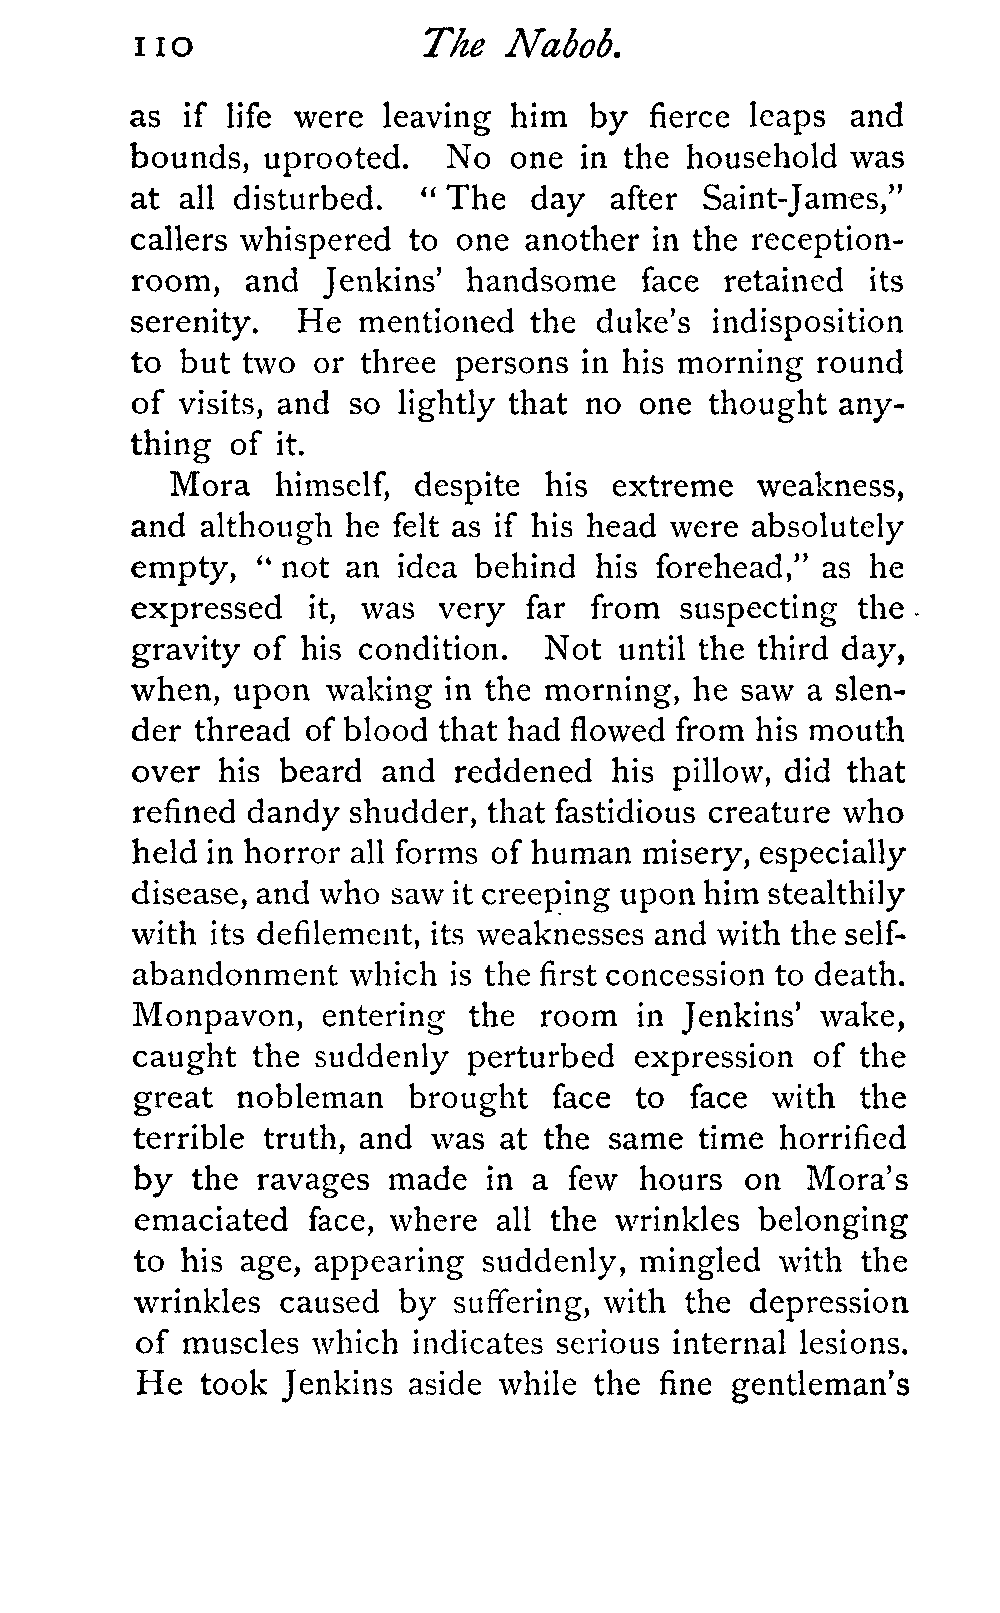 110 The Nabob.
as if life were leaving him by fierce leaps and
bounds, uprooted. No one in the household was
at all disturbed. “The day after Saint-James,”
callers whispered to one another in the reception-
room, and Jenkins’ handsome face retained its
serenity. He mentioned the duke’s indisposition
to but two or three persons in his morning round
of visits, and so lightly that no one thought any-
thing of it.
Mora himself, despite his extreme weakness,
and although he felt as if his head were absolutely
empty, “not an idea behind his forehead,” as he
expressed it, was very far from suspecting the
gravity of his condition. Not until the third day,
when, upon waking in the morning, he saw a slen-
der thread of blood that had flowed from his mouth
over his beard and reddened his pillow, did that
refined dandy shudder, that fastidious creature who
held in horror all forms of human misery, especially
disease, and who saw it creeping upon him stealthily
with its defilement, its weaknesses and with the self-
abandonment which is the first concession to death.
Monpavon, entering the room in Jenkins’ wake,
caught the suddenly perturbed expression of the
great nobleman brought face to face with the
terrible truth, and was at the same time horrified
by the ravages made in a few hours on Mora’s
emaciated face, where all the wrinkles belonging
to his age, appearing suddenly, mingled with the
wrinkles caused by suffering, with the depression
of muscles which indicates serious internal lesions.
He took Jenkins aside while the fine gentleman’s